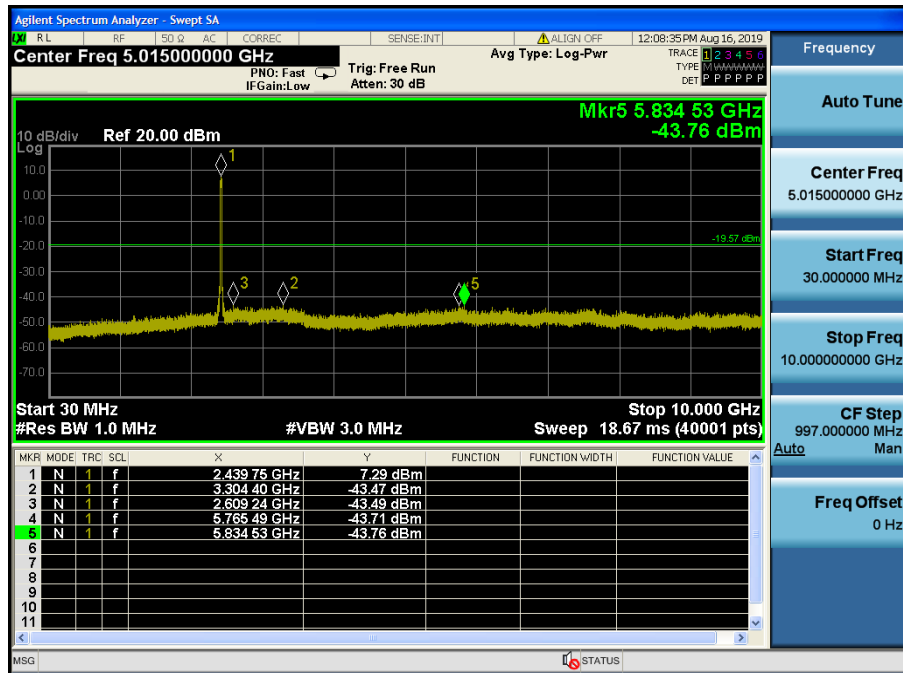 Agilent Spectrum Analyzer - Swept SA
LXI RL RF 50 Ω AC CORREC SENSE:INT ALIGN OFF 12:08:35 PM Aug 16, 2019
Center Freq 5.015000000 GHz
PNO: Fast
IFGain:Low
Trig: Free Run
Atten: 30 dB
Avg Type: Log-Pwr
TRACE 1 2 3 4 5 6
TYPE MWWWWW
DET P P P P P P
Mkr5 5.834 53 GHz
-43.76 dBm
10 dB/div Ref 20.00 dBm
Log
10.0
0.00
-10.0
-20.0
-30.0
-40.0
-50.0
-60.0
-70.0
1
-19.57 dBm
3 2 5
Start 30 MHz Stop 10.000 GHz
#Res BW 1.0 MHz #VBW 3.0 MHz Sweep 18.67 ms (40001 pts)
MKR MODE TRC SCL X Y FUNCTION FUNCTION WIDTH FUNCTION VALUE
1 N 1 f 2.439 75 GHz 7.29 dBm
2 N 1 f 3.304 40 GHz -43.47 dBm
3 N 1 f 2.609 24 GHz -43.49 dBm
4 N 1 f 5.765 49 GHz -43.71 dBm
5 N 1 f 5.834 53 GHz -43.76 dBm
6
7
8
9
10
11
MSG STATUS
Frequency
Auto Tune
Center Freq
5.015000000 GHz
Start Freq
30.000000 MHz
Stop Freq
10.000000000 GHz
CF Step
997.000000 MHz
Auto Man
Freq Offset
0 Hz